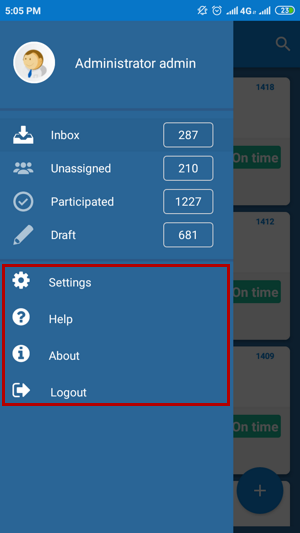 5:05 PM 4G 23
Administrator admin
1418
Inbox 287
On time
Unassigned 210
Participated 1227
1412
Draft 681
Settings
On time
Help
About
1409
Logout
On time